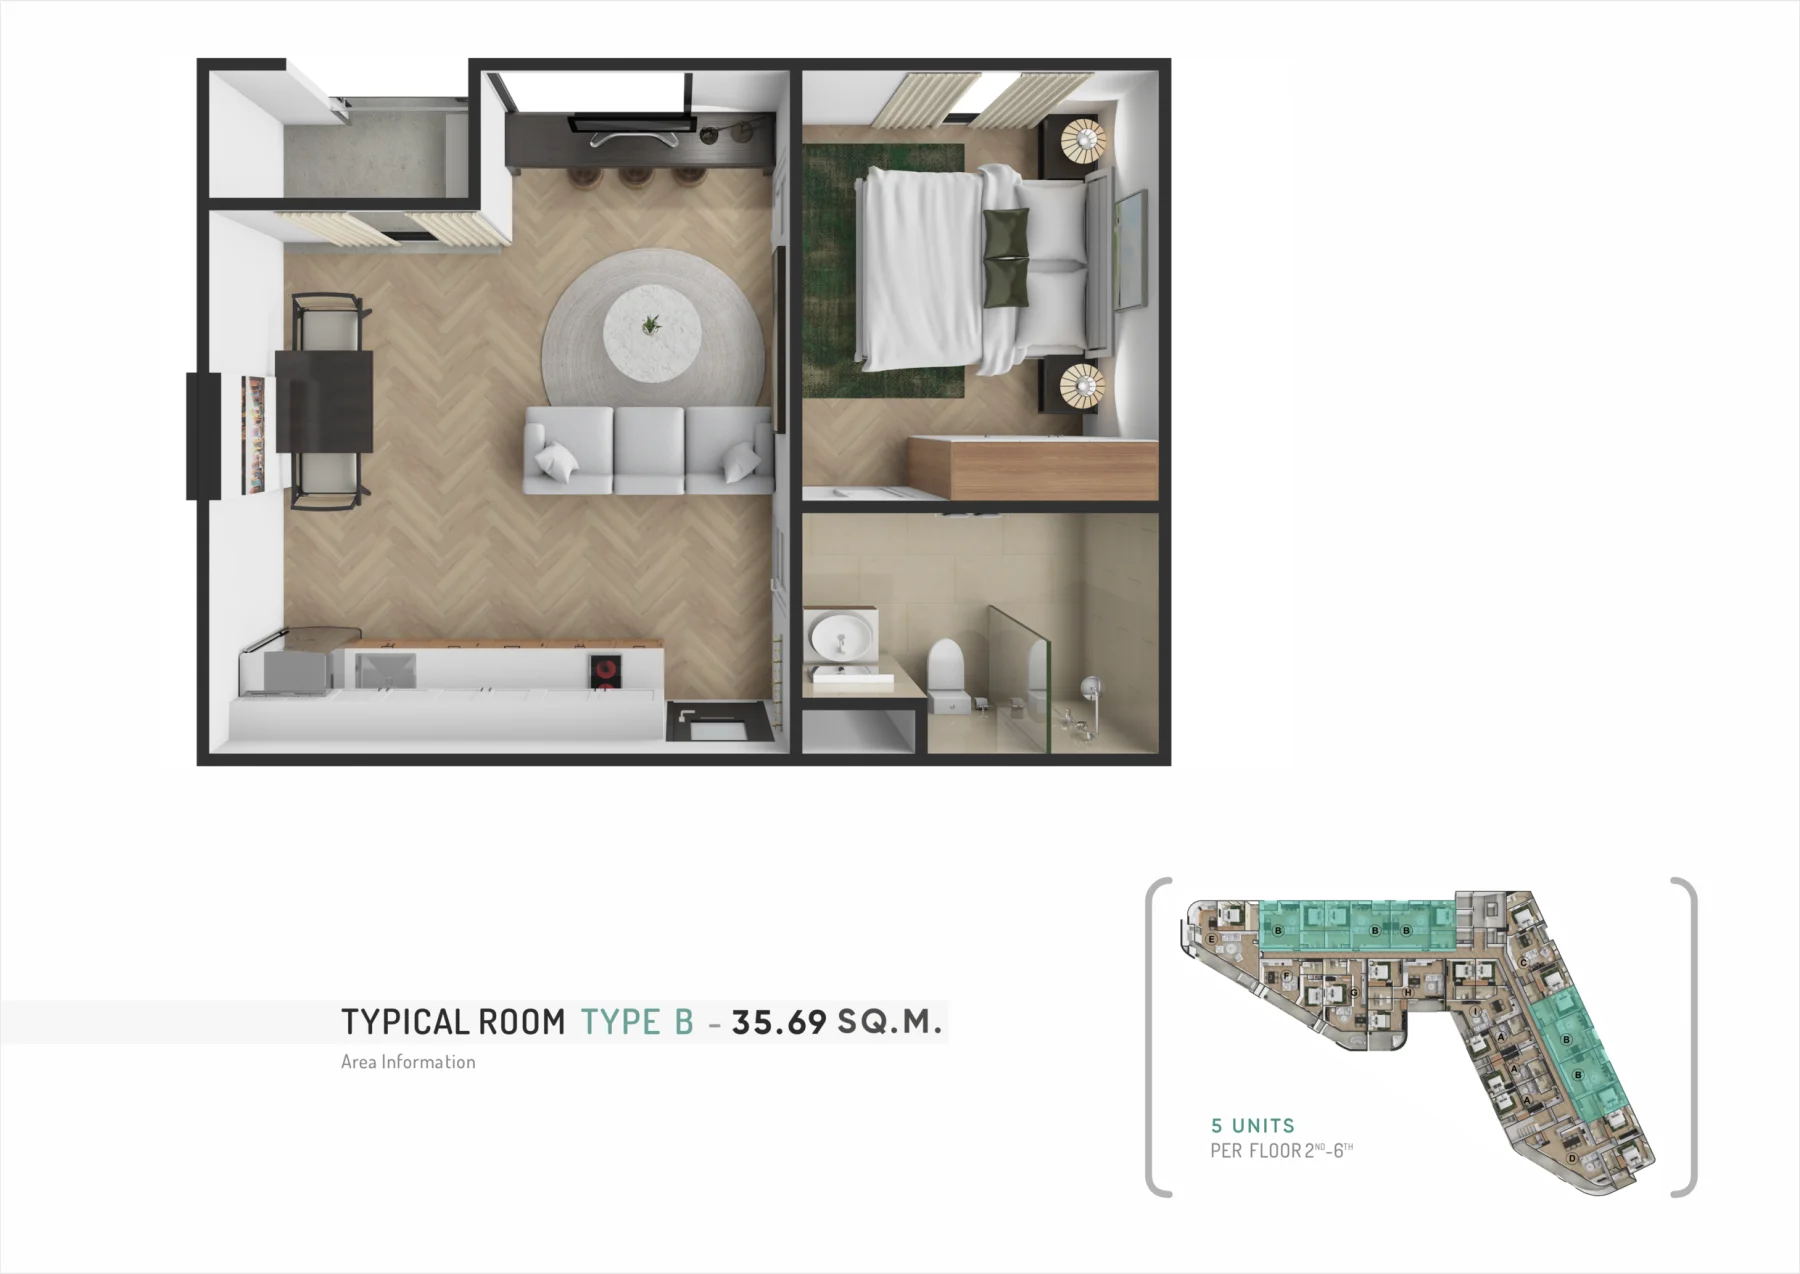 TYPICAL ROOM TYPE B - 35.69 SQ.M.
Area Information
B
B
B
E
F
G
H
C
I
A
B
A
B
A
D
5 UNITS
PER FLOOR 2ND-6TH